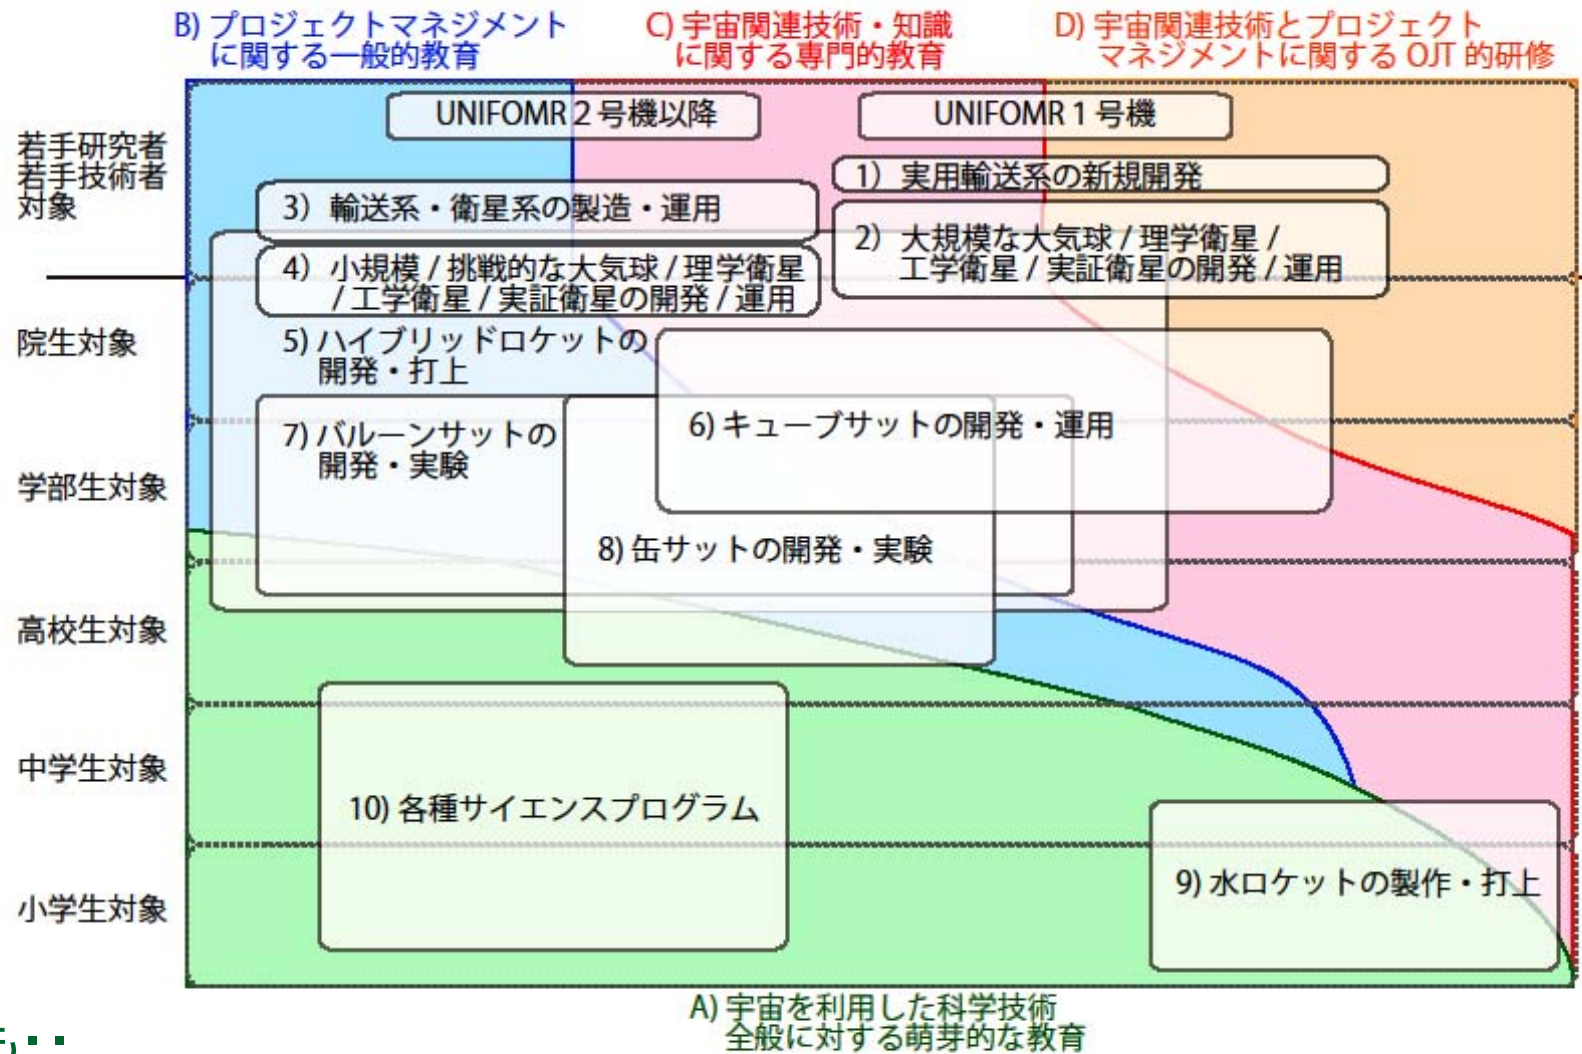 B) プロジェクトマネジメント
に関する一般的教育
C) 宇宙関連技術・知識
に関する専門的教育
D) 宇宙関連技術とプロジェクト
マネジメントに関する OJT 的研修
UNIFOMR 2 号機以降
UNIFOMR 1 号機
若手研究者
若手技術者
対象
1) 実用輸送系の新規開発
3) 輸送系・衛星系の製造・運用
2) 大規模な大気球 / 理学衛星 /
工学衛星 / 実証衛星の開発 / 運用
4) 小規模 / 挑戦的な大気球 / 理学衛星
/ 工学衛星 / 実証衛星の開発 / 運用
院生対象
5) ハイブリッドロケットの
開発・打上
6) キューブサットの開発・運用
7) バルーンサットの
開発・実験
学部生対象
8) 缶サットの開発・実験
高校生対象
中学生対象
10) 各種サイエンスプログラム
9) 水ロケットの製作・打上
小学生対象
A) 宇宙を利用した科学技術
全般に対する萌芽的な教育